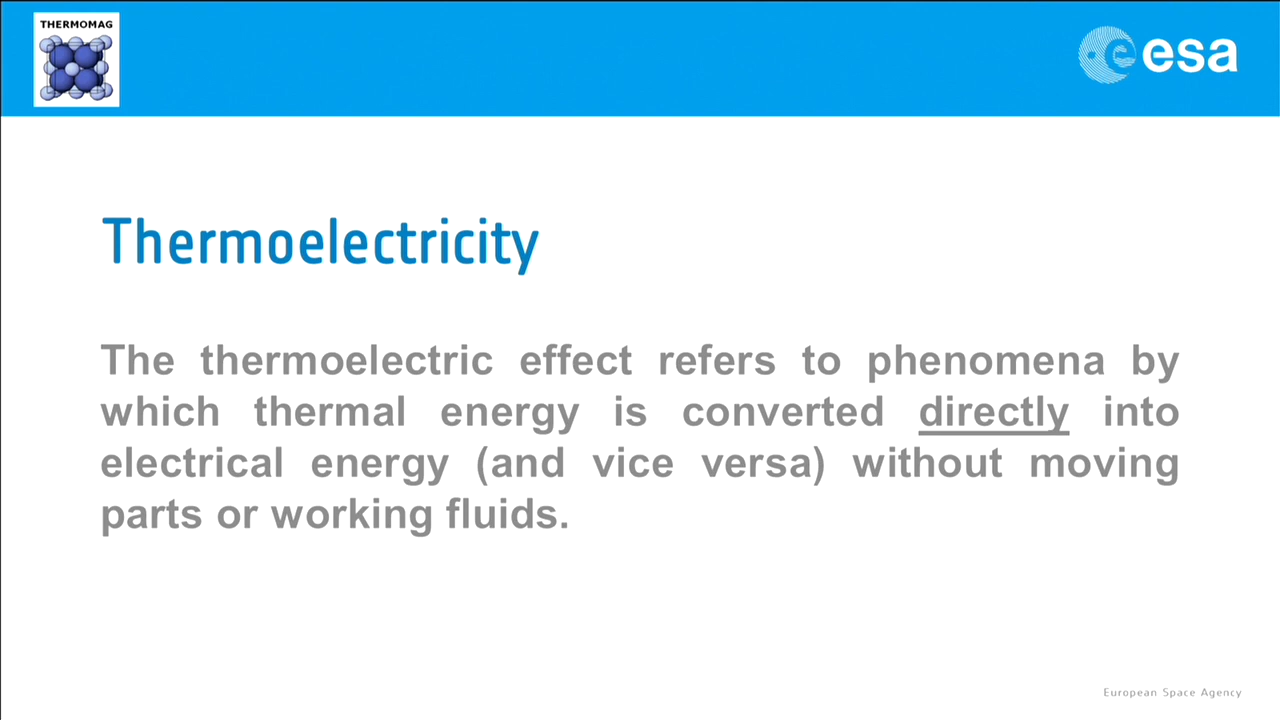 THERMOMAG
esa
Thermoelectricity
The thermoelectric effect refers to phenomena by
which thermal energy is converted directly into
electrical energy (and vice versa) without moving
parts or working fluids.
European Space Agency